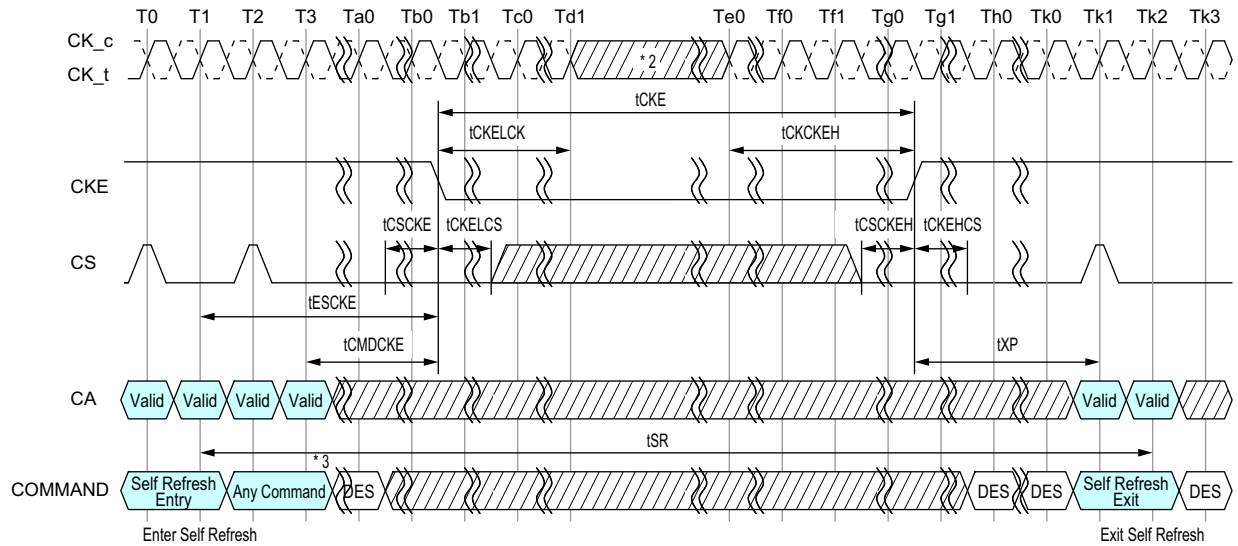 T0 T1 T2 T3 Ta0 Tb0 Tb1 Tc0 Td1 Te0 Tf0 Tf1 Tg0 Tg1 Th0 Tk0 Tk1 Tk2 Tk3
CK_c
CK_t
* 2
tCKE
tCKELCK tCKCKEH
CKE
tCSCKE tCKELCS tCSCKEH tCKEHCS
CS
tESCKE
tCMDCKE tXP
CA Valid Valid Valid Valid Valid Valid
tSR
* 3
COMMAND Self Refresh Entry Any Command DES DES DES Self Refresh Exit DES
Enter Self Refresh Exit Self Refresh